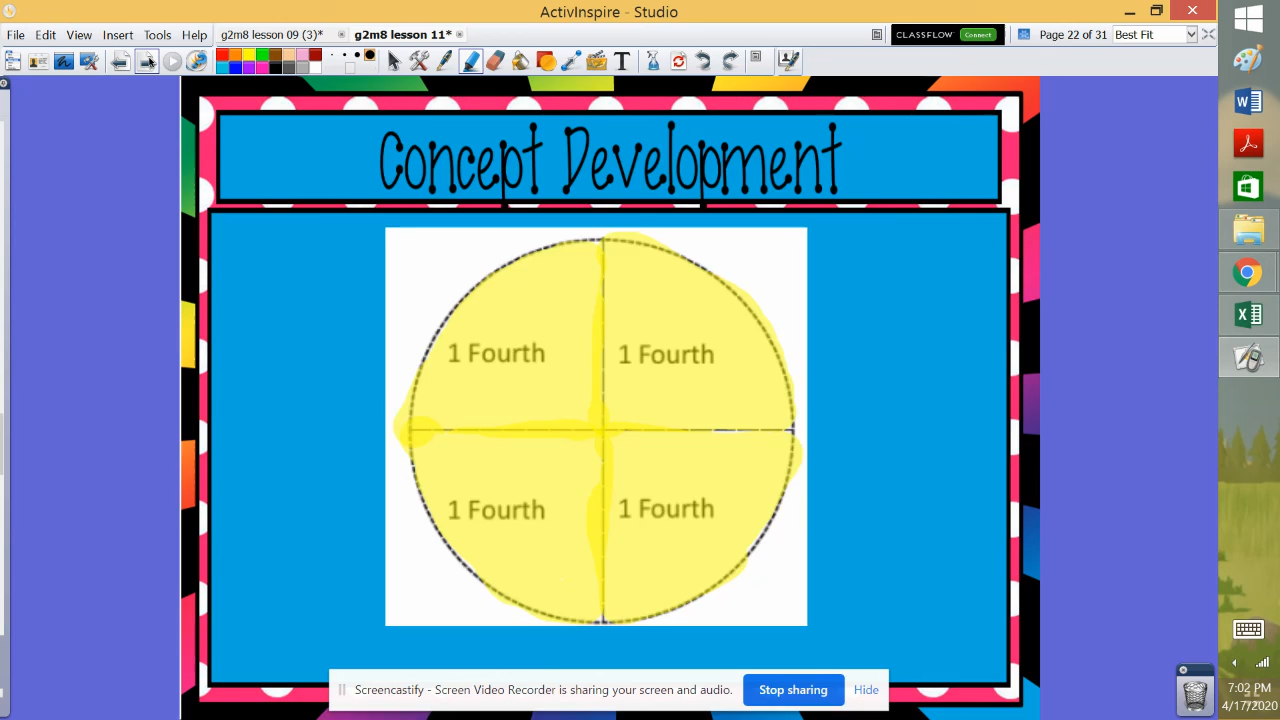 ActivInspire - Studio
File Edit View Insert Tools Help g2m8 lesson 09 (3)* g2m8 lesson 11* CLASSFLOW Connect Page 22 of 31 Best Fit
Concept Development
1 Fourth 1 Fourth
1 Fourth 1 Fourth
Screencastify - Screen Video Recorder is sharing your screen and audio. Stop sharing Hide
7:02 PM
4/17/2020